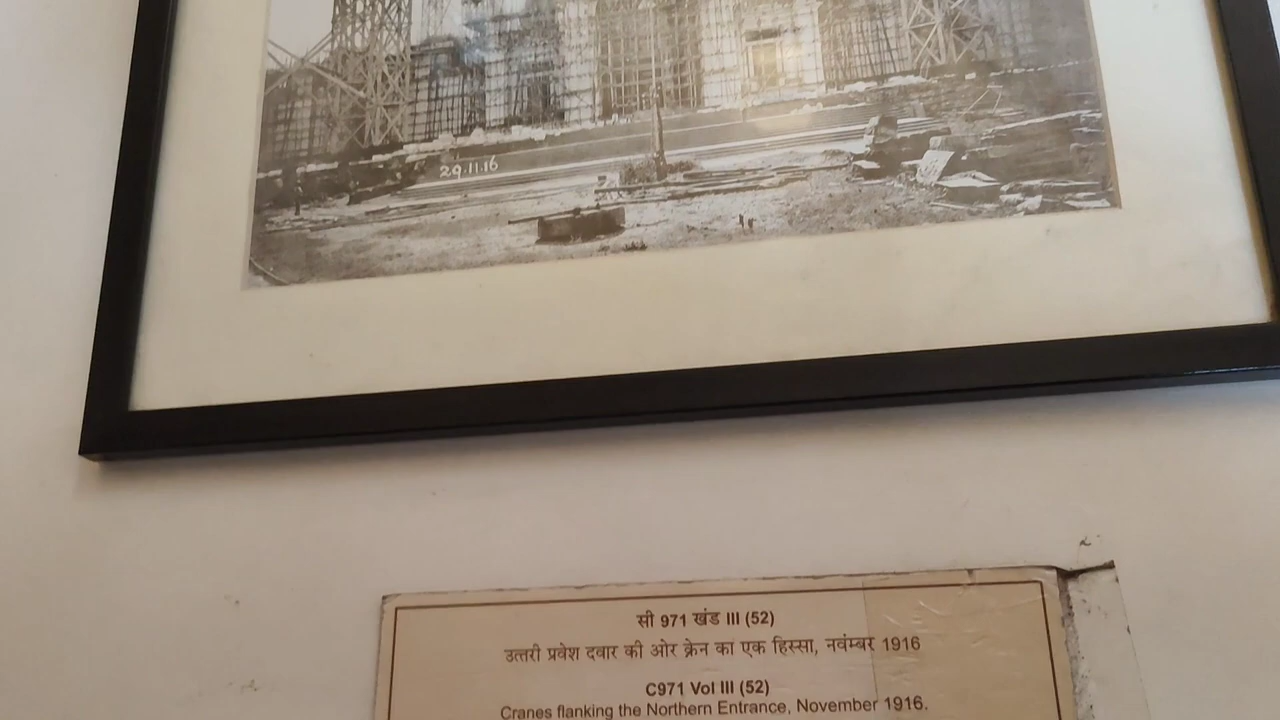 29.11.16
सी 971 खंड III (52)
उत्तरी प्रवेश दवार की ओर क्रेन का एक हिस्सा, नवंम्बर 1916
C971 Vol III (52)
Cranes flanking the Northern Entrance, November 1916.